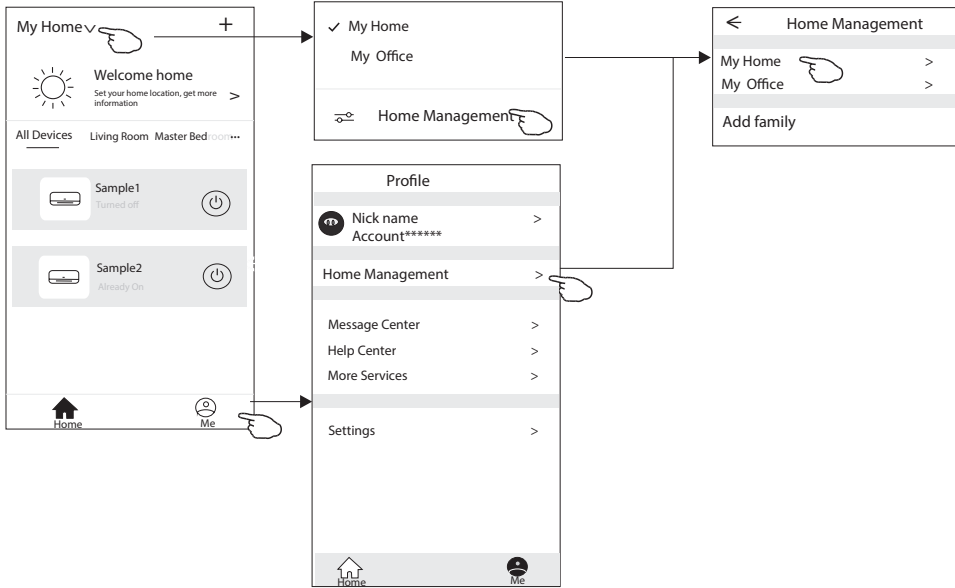 My Home
+
Welcome home
Set your home location, get more
information
>
All Devices Living Room Master Bedroom...
Sample1
Turned off
Sample2
Already On
Home
Me
✓ My Home
My Office
Home Management
Profile
Nick name >
Account******
Home Management >
Message Center >
Help Center >
More Services >
Settings >
Home
Me
Home Management
My Home >
My Office >
Add family